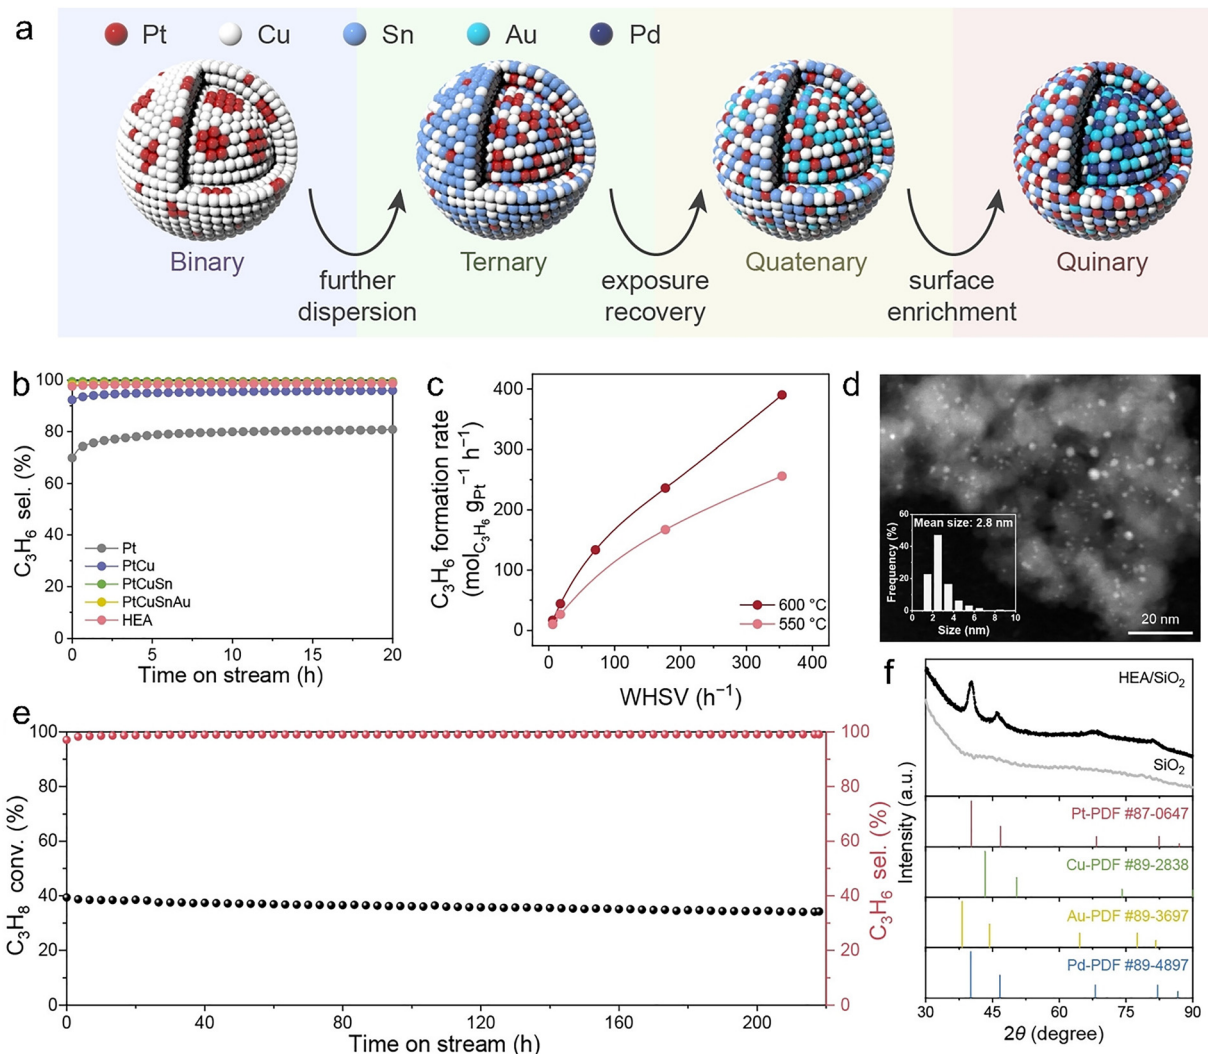 a
Pt
Cu
Sn
Au
Pd
Binary
Ternary
Quatenary
Quinary
further
dispersion
exposure
recovery
surface
enrichment
b
C₃H₆ sel. (%)
100
80
60
40
20
0
Pt
PtCu
PtCuSn
PtCuSnAu
HEA
0
5
10
15
20
Time on stream (h)
c
C₃H₆ formation rate
(mol_C₃H₆ g_Pt⁻¹ h⁻¹)
400
300
200
100
0
600 °C
550 °C
0
100
200
300
400
WHSV (h⁻¹)
d
Mean size: 2.8 nm
Frequency (%)
60
40
20
0
0 2 4 6 8 10
Size (nm)
20 nm
e
C₃H₈ conv. (%)
100
80
60
40
20
0
C₃H₆ sel. (%)
100
80
60
40
20
0
0
40
80
120
160
200
Time on stream (h)
f
Intensity (a.u.)
HEA/SiO₂
SiO₂
Pt-PDF #87-0647
Cu-PDF #89-2838
Au-PDF #89-3697
Pd-PDF #89-4897
30
45
60
75
90
2θ (degree)